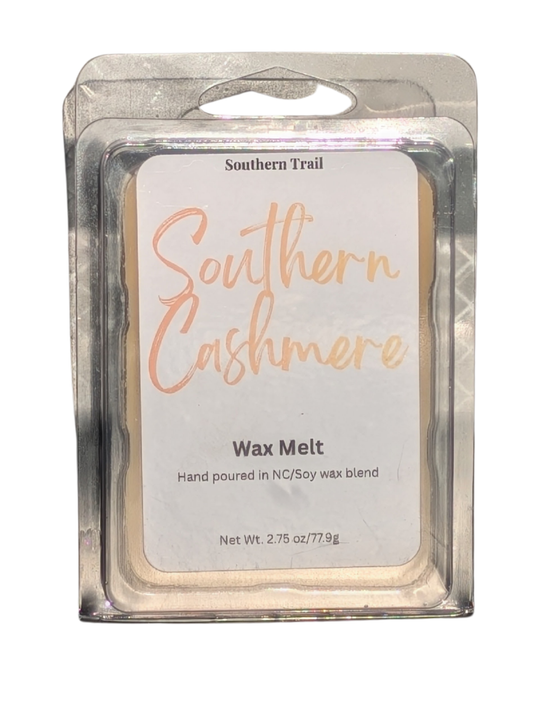 Southern Trail
Southern
Cashmere
Wax Melt
Hand poured in NC/Soy wax blend
Net Wt. 2.75 oz/77.9g